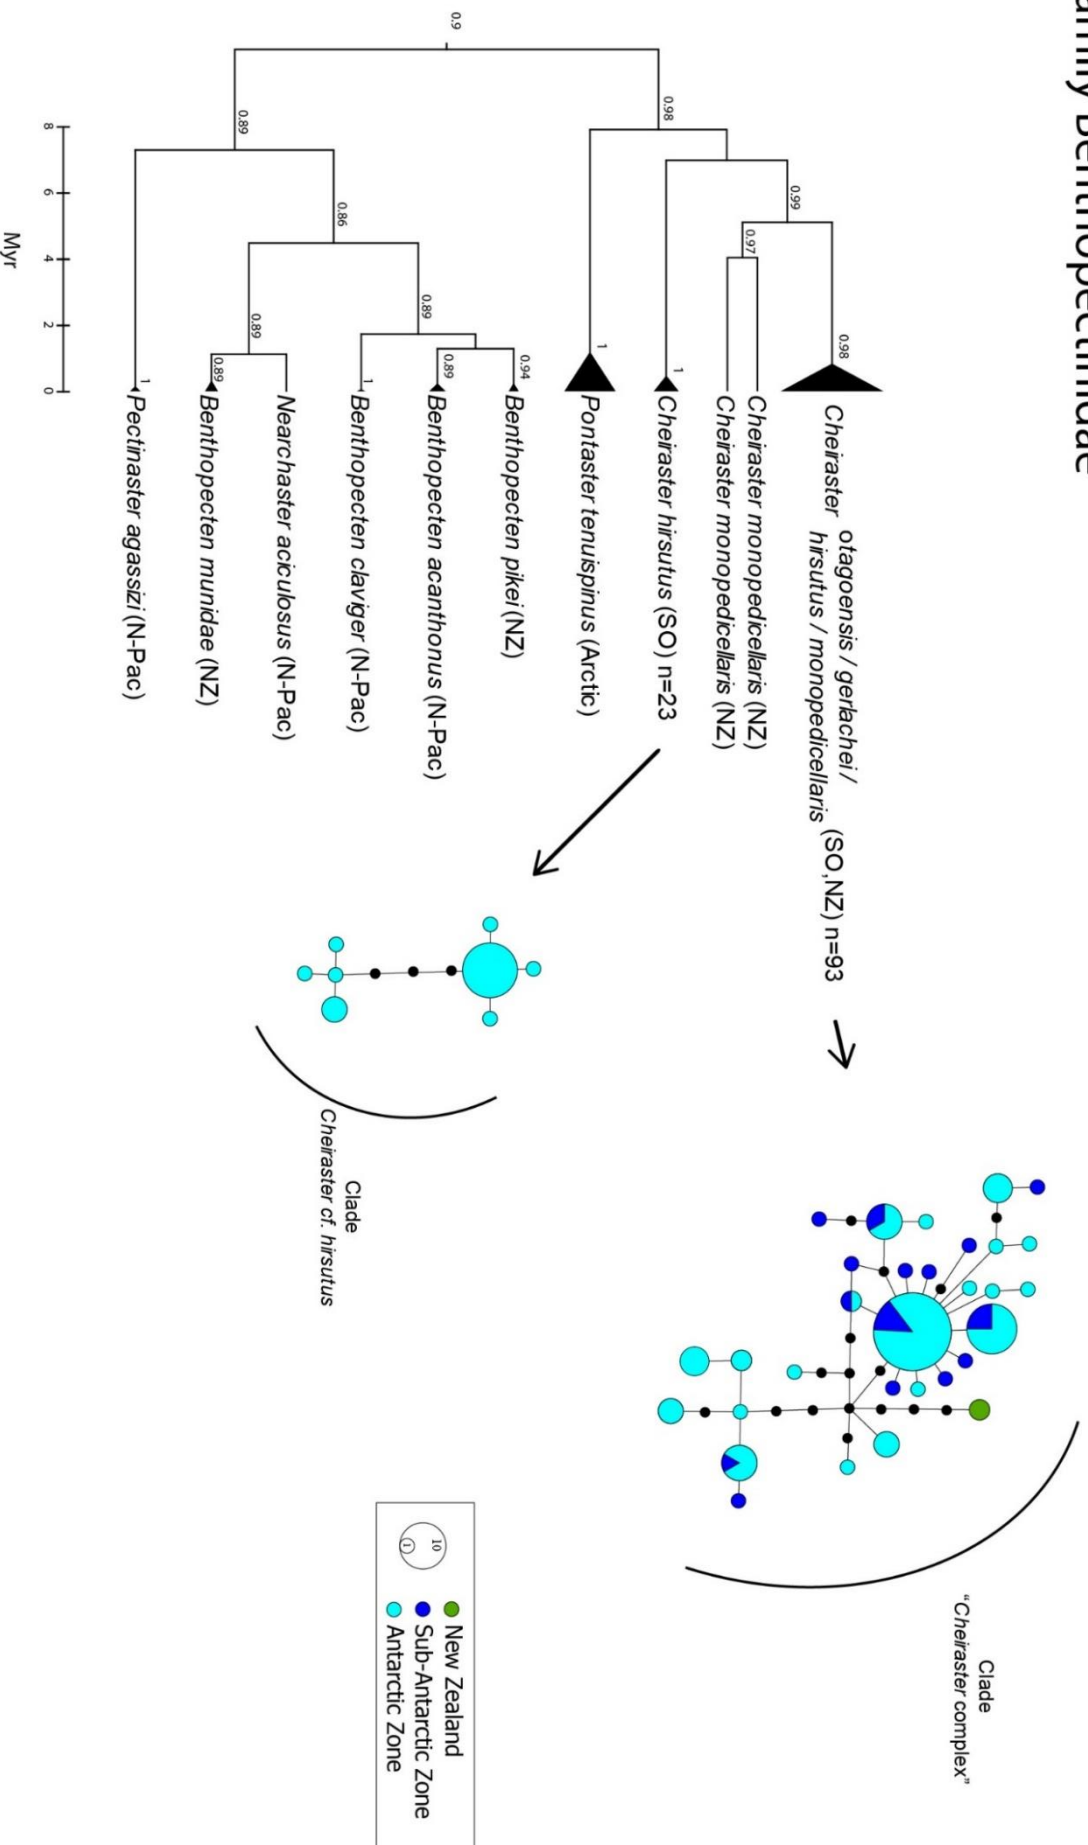 Benthopectinidae
0.9
0.98
0.99
0.98
0.97
1
1
0.89
0.86
0.89
0.94
0.89
1
0.89
0.89
1
Cheiraster otagoensis / gerlachei /
hirsutus / monopedicellaris (SO,NZ) n=93
Cheiraster monopedicellaris (NZ)
Cheiraster monopedicellaris (NZ)
Cheiraster hirsutus (SO) n=23
Pontaster tenuispinus (Arctic)
Benthopecten pikei (NZ)
Benthopecten acanthonus (N-Pac)
Benthopecten claviger (N-Pac)
Nearchaster aciculosus (N-Pac)
Benthopecten munidae (NZ)
Pectinaster agassizi (N-Pac)
8 6 4 2 0
Myr
Clade
"Cheiraster complex"
Clade
Cheiraster cf. hirsutus
10
1
New Zealand
Sub-Antarctic Zone
Antarctic Zone